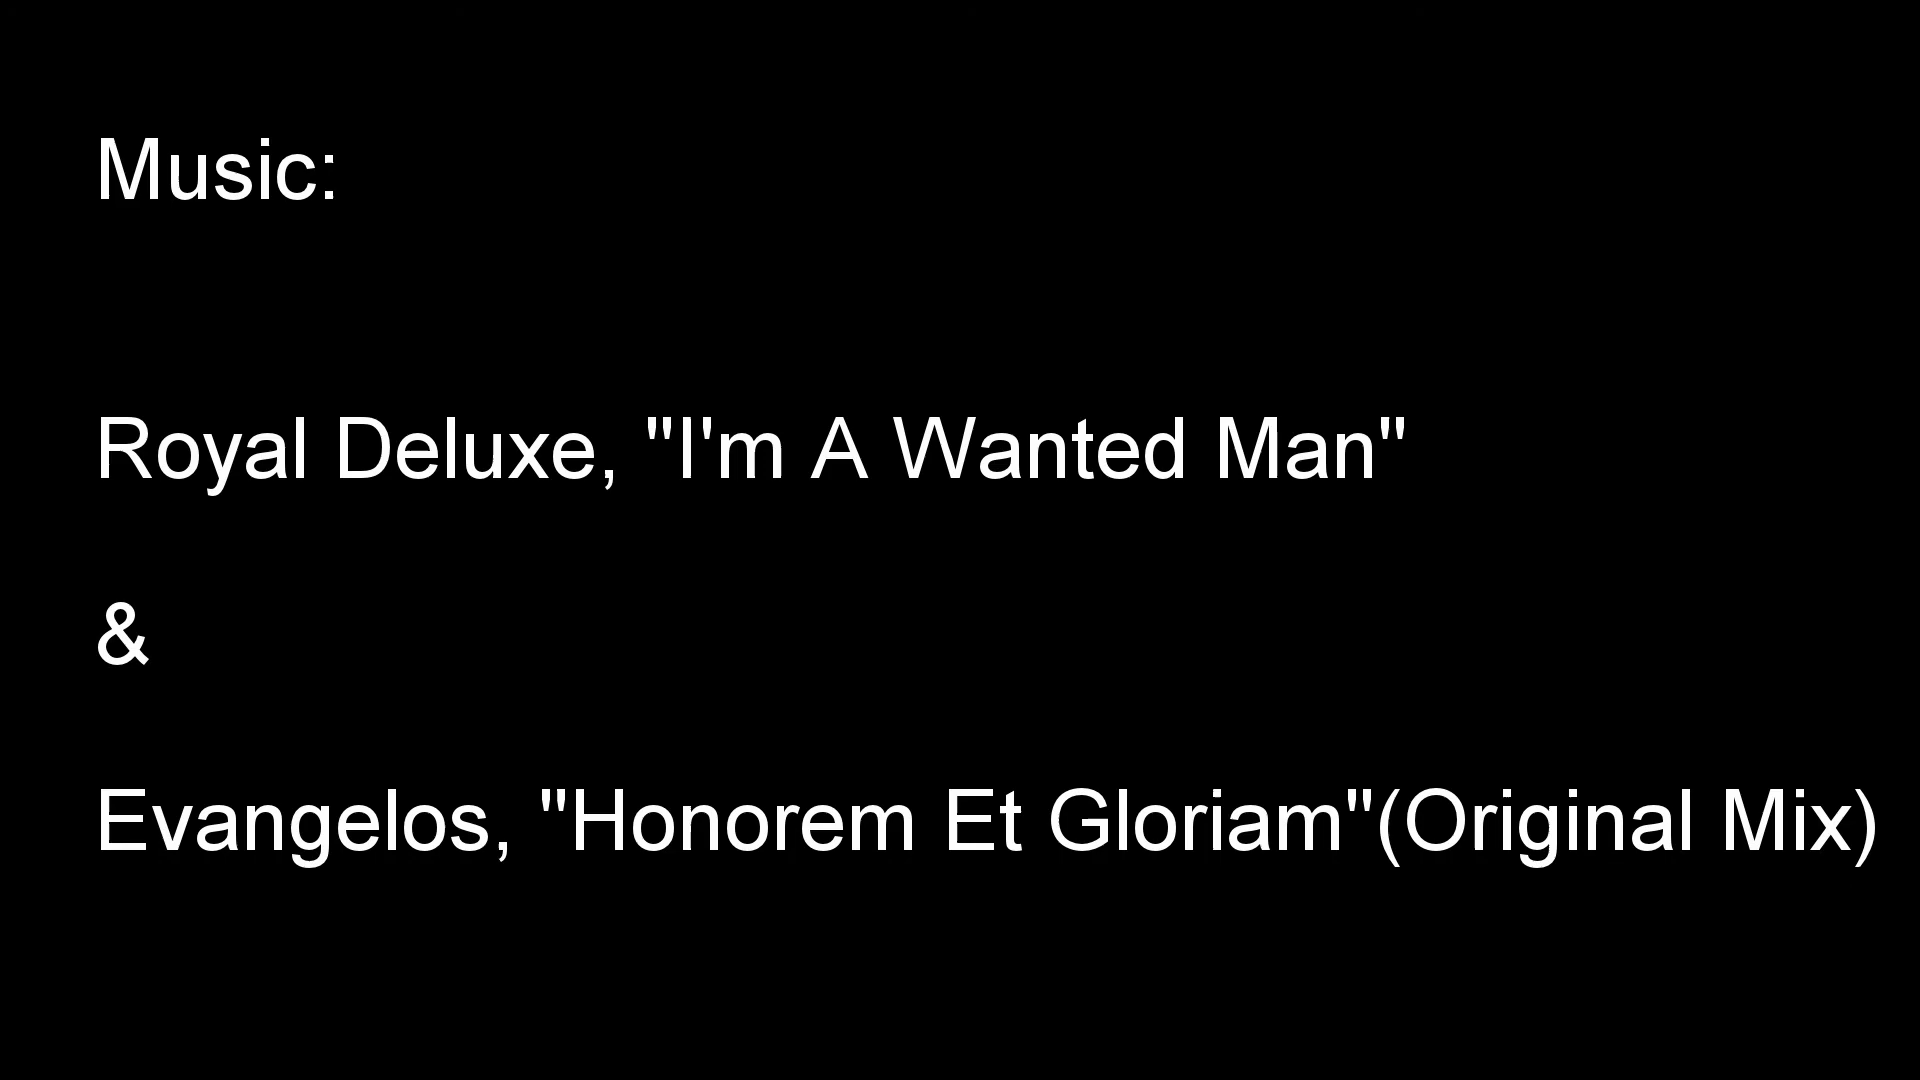 Music:
Royal Deluxe, "I'm A Wanted Man"
&
Evangelos, "Honorem Et Gloriam"(Original Mix)